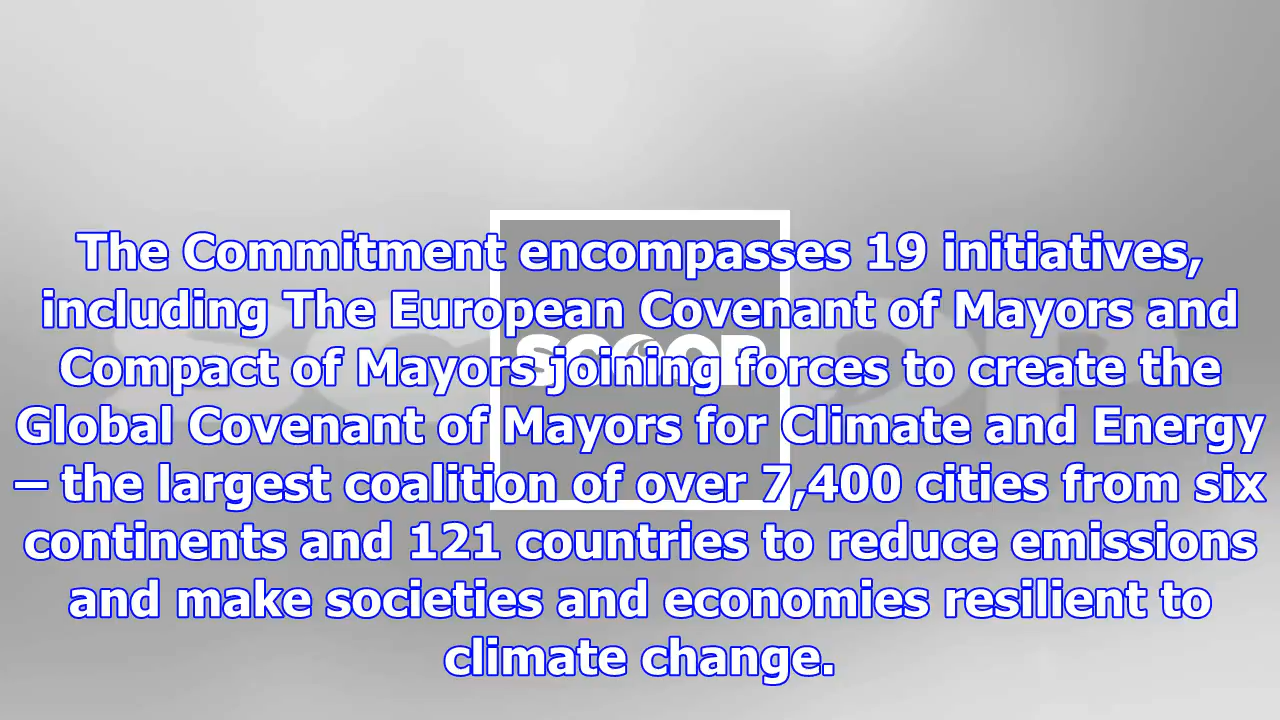 The Commitment encompasses 19 initiatives,
including The European Covenant of Mayors and
SCOOP
Compact of Mayors joining forces to create the
Global Covenant of Mayors for Climate and Energy
– the largest coalition of over 7,400 cities from six
continents and 121 countries to reduce emissions
and make societies and economies resilient to
climate change.